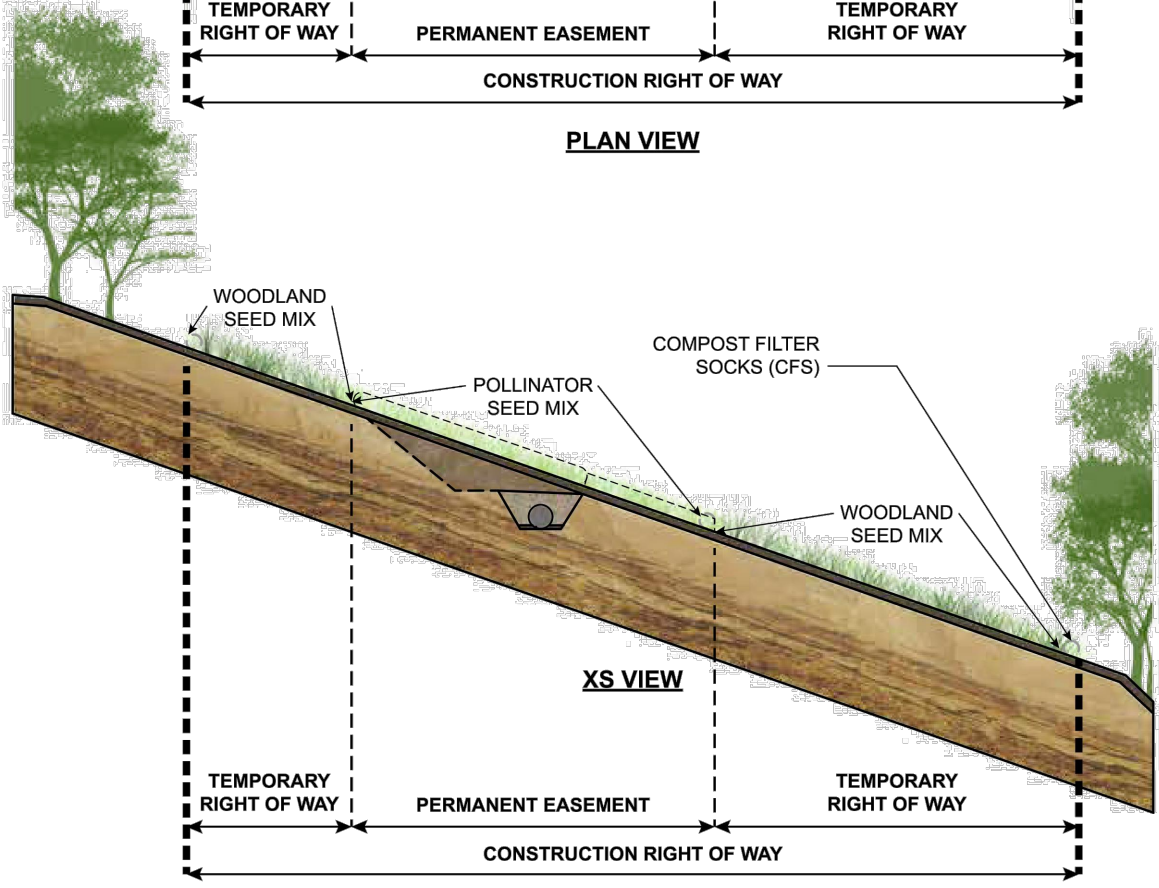 TEMPORARY
RIGHT OF WAY
PERMANENT EASEMENT
TEMPORARY
RIGHT OF WAY
CONSTRUCTION RIGHT OF WAY
PLAN VIEW
WOODLAND
SEED MIX
COMPOST FILTER
SOCKS (CFS)
POLLINATOR
SEED MIX
WOODLAND
SEED MIX
XS VIEW
TEMPORARY
RIGHT OF WAY
PERMANENT EASEMENT
TEMPORARY
RIGHT OF WAY
CONSTRUCTION RIGHT OF WAY